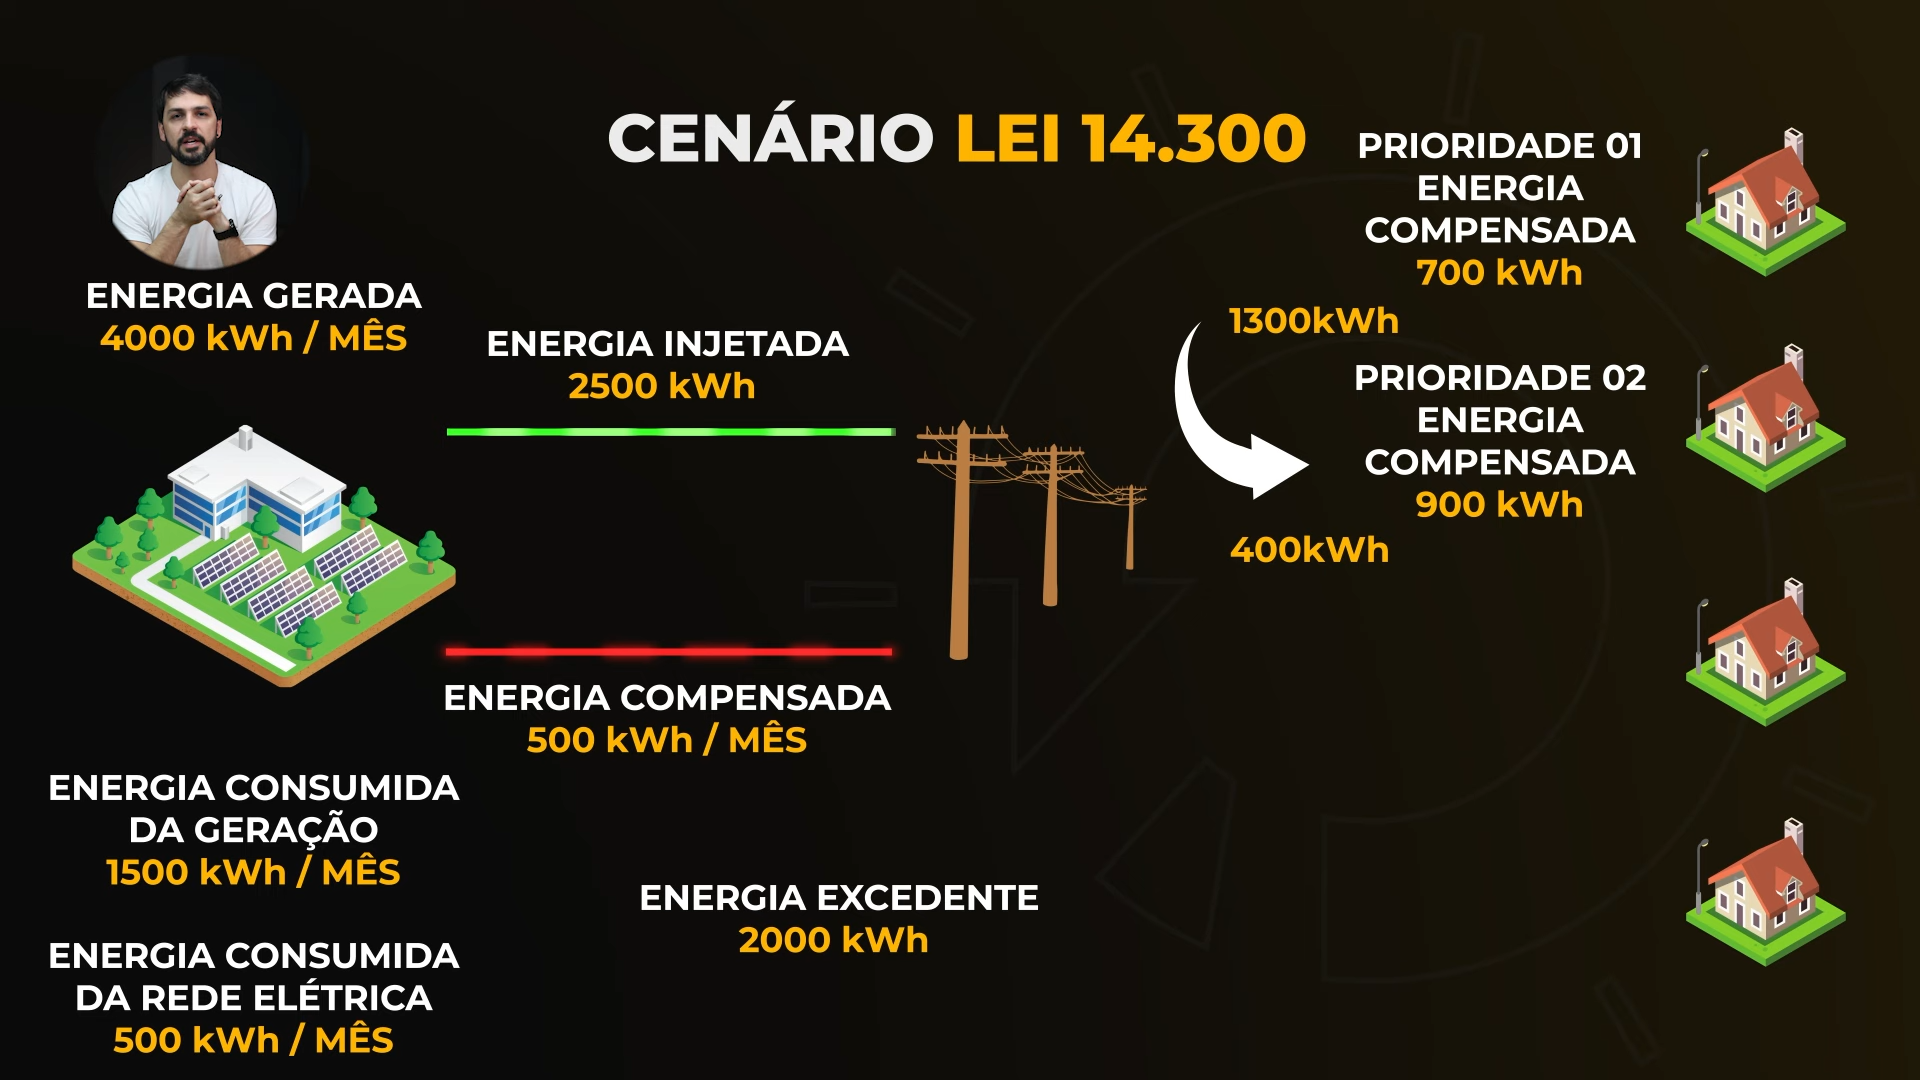 CENÁRIO LEI 14.300
ENERGIA GERADA
4000 kWh / MÊS
ENERGIA INJETADA
2500 kWh
ENERGIA COMPENSADA
500 kWh / MÊS
ENERGIA CONSUMIDA
DA GERAÇÃO
1500 kWh / MÊS
ENERGIA CONSUMIDA
DA REDE ELÉTRICA
500 kWh / MÊS
ENERGIA EXCEDENTE
2000 kWh
PRIORIDADE 01
ENERGIA
COMPENSADA
700 kWh
1300kWh
PRIORIDADE 02
ENERGIA
COMPENSADA
900 kWh
400kWh